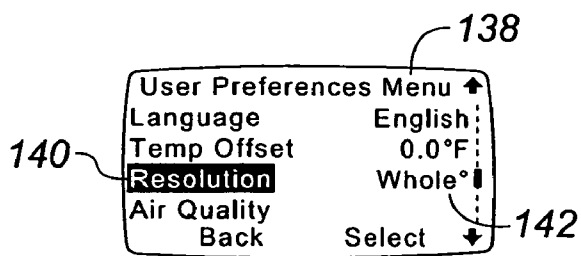 138
User Preferences Menu
Language English
Temp Offset 0.0°F
140 Resolution Whole°
Air Quality
142
Back Select